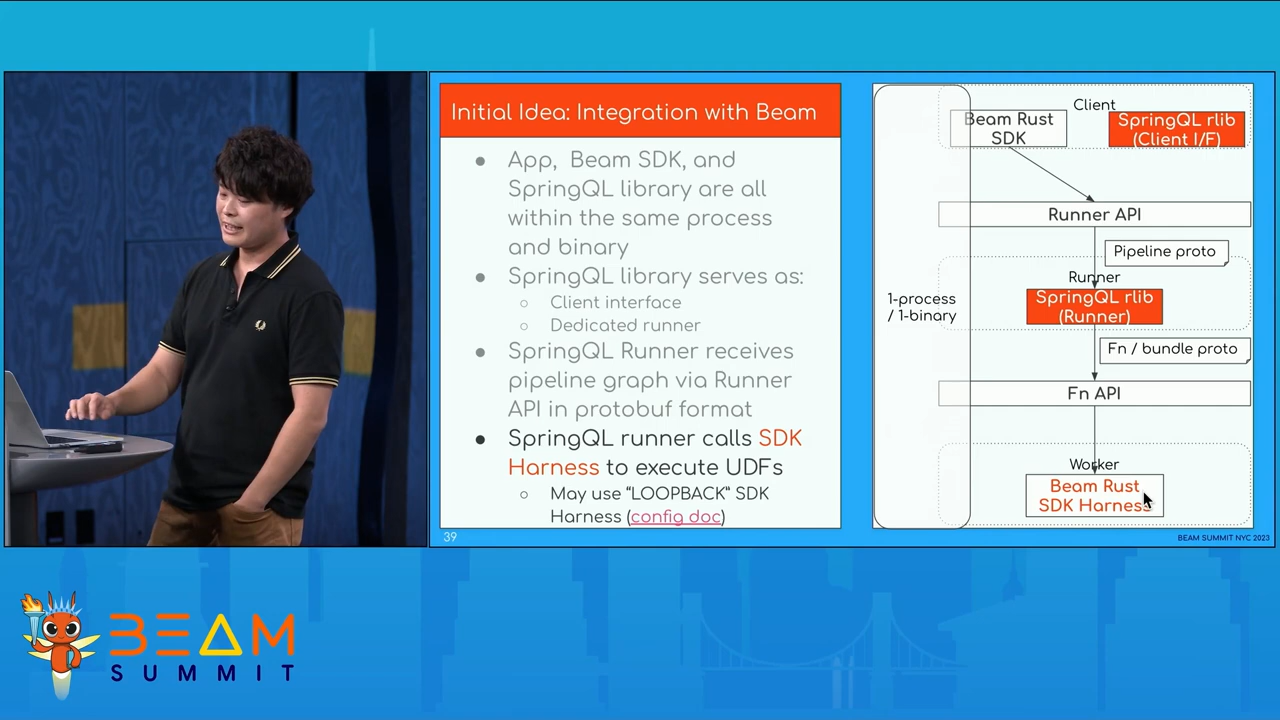 Initial Idea: Integration with Beam
● App, Beam SDK, and
SpringQL library are all
within the same process
and binary
● SpringQL library serves as:
○ Client interface
○ Dedicated runner
● SpringQL Runner receives
pipeline graph via Runner
API in protobuf format
● SpringQL runner calls SDK
Harness to execute UDFs
○ May use “LOOPBACK” SDK
Harness (config doc)
39
Client
Beam Rust
SDK
SpringQL rlib
(Client I/F)
Runner API
Pipeline proto
Runner
SpringQL rlib
(Runner)
1-process
/ 1-binary
Fn / bundle proto
Fn API
Worker
Beam Rust
SDK Harness
BEAM SUMMIT NYC 2023
BEAM
SUMMIT